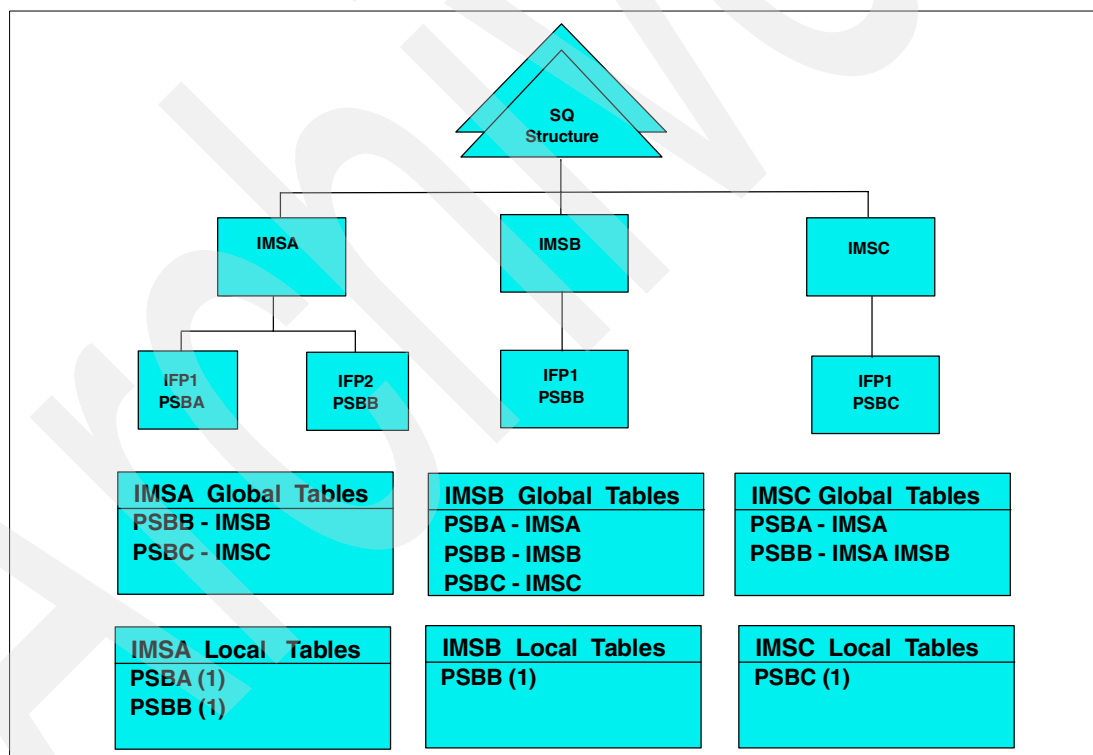 SQ
Structure
IMSA
IMSB
IMSC
IFP1
PSBA
IFP2
PSBB
IFP1
PSBB
IFP1
PSBC
IMSA Global Tables
PSBB - IMSB
PSBC - IMSC
IMSB Global Tables
PSBA - IMSA
PSBB - IMSB
PSBC - IMSC
IMSC Global Tables
PSBA - IMSA
PSBB - IMSA IMSB
IMSA Local Tables
PSBA (1)
PSBB (1)
IMSB Local Tables
PSBB (1)
IMSC Local Tables
PSBC (1)